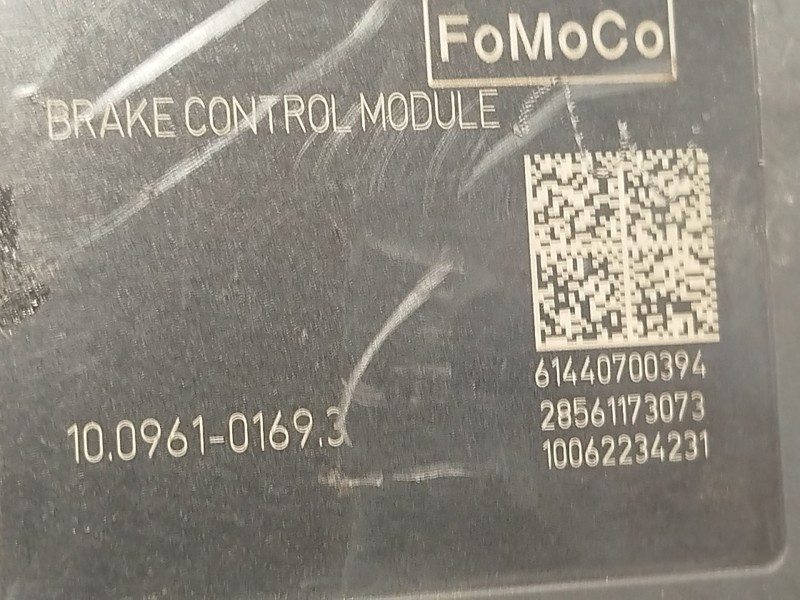 FoMoCo
BRAKE CONTROL MODULE
61440700394
28561173073
10062234231
10.0961-0169.3